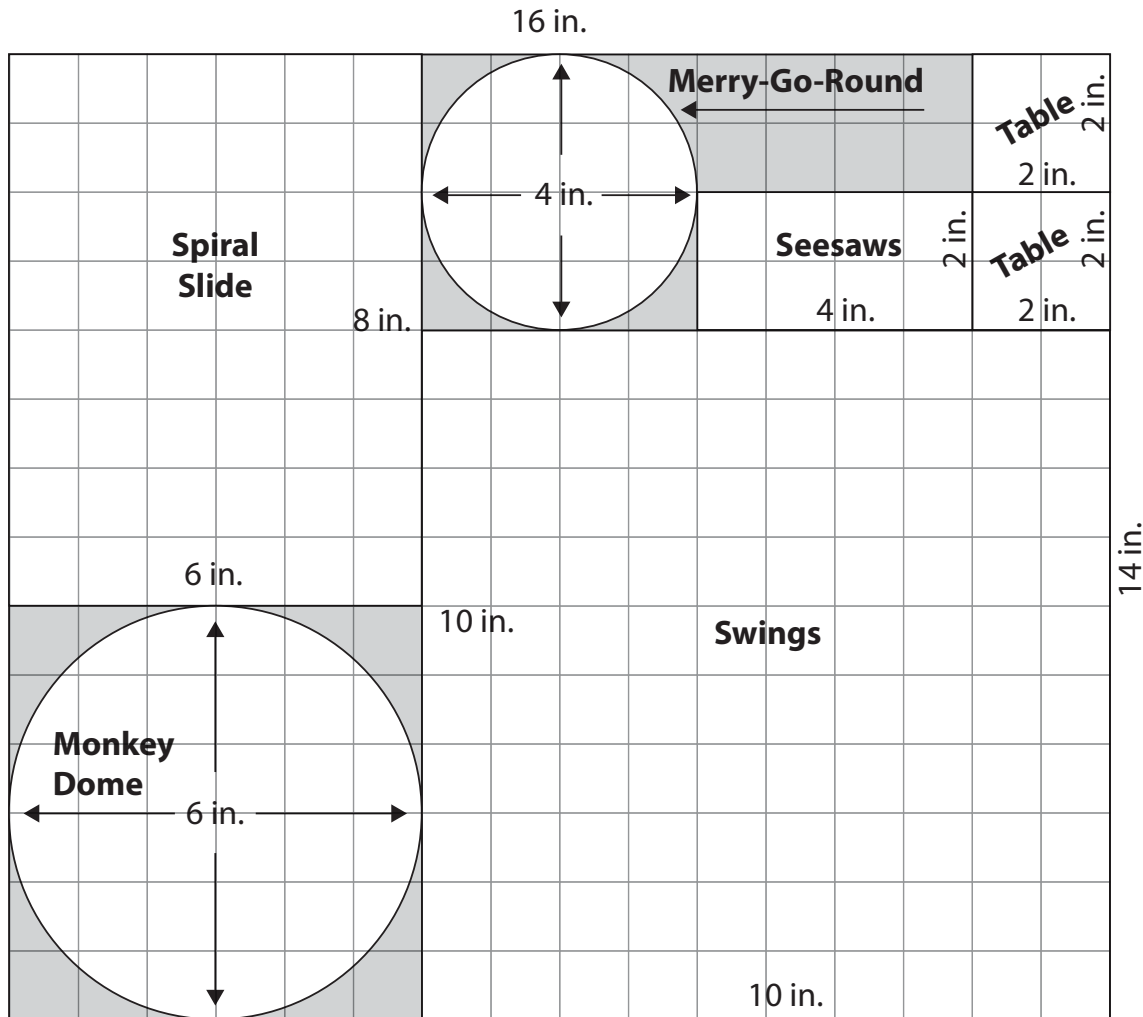 16 in.
Merry-Go-Round
Table
2 in.
2 in.
4 in.
Spiral
Slide
Seesaws
2 in.
Table
2 in.
8 in.
4 in.
2 in.
14 in.
6 in.
10 in.
Swings
Monkey
Dome
6 in.
10 in.